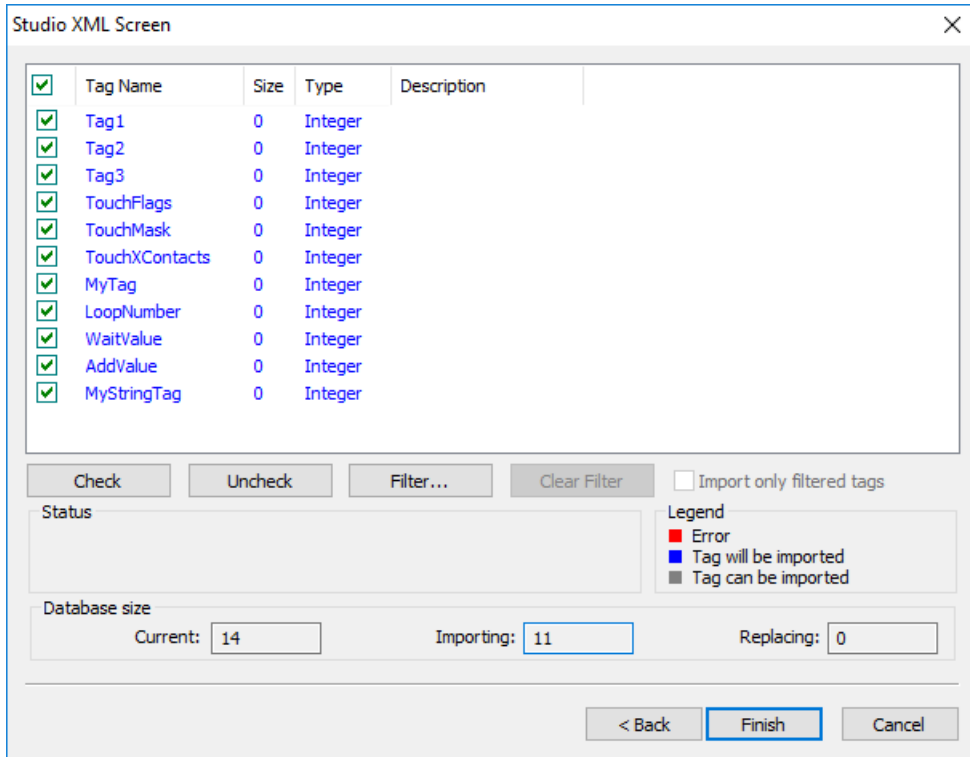 Studio XML Screen
Tag Name Size Type Description
Tag1 0 Integer
Tag2 0 Integer
Tag3 0 Integer
TouchFlags 0 Integer
TouchMask 0 Integer
TouchXContacts 0 Integer
MyTag 0 Integer
LoopNumber 0 Integer
WaitValue 0 Integer
AddValue 0 Integer
MyStringTag 0 Integer
Check Uncheck Filter... Clear Filter Import only filtered tags
Status Legend
Error
Tag will be imported
Tag can be imported
Database size
Current: 14 Importing: 11 Replacing: 0
< Back Finish Cancel